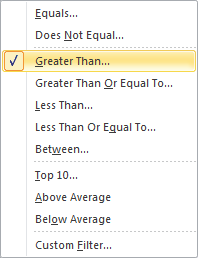 Equals...
Does Not Equal...
Greater Than...
Greater Than Or Equal To...
Less Than...
Less Than Or Equal To...
Between...
Top 10...
Above Average
Below Average
Custom Filter...